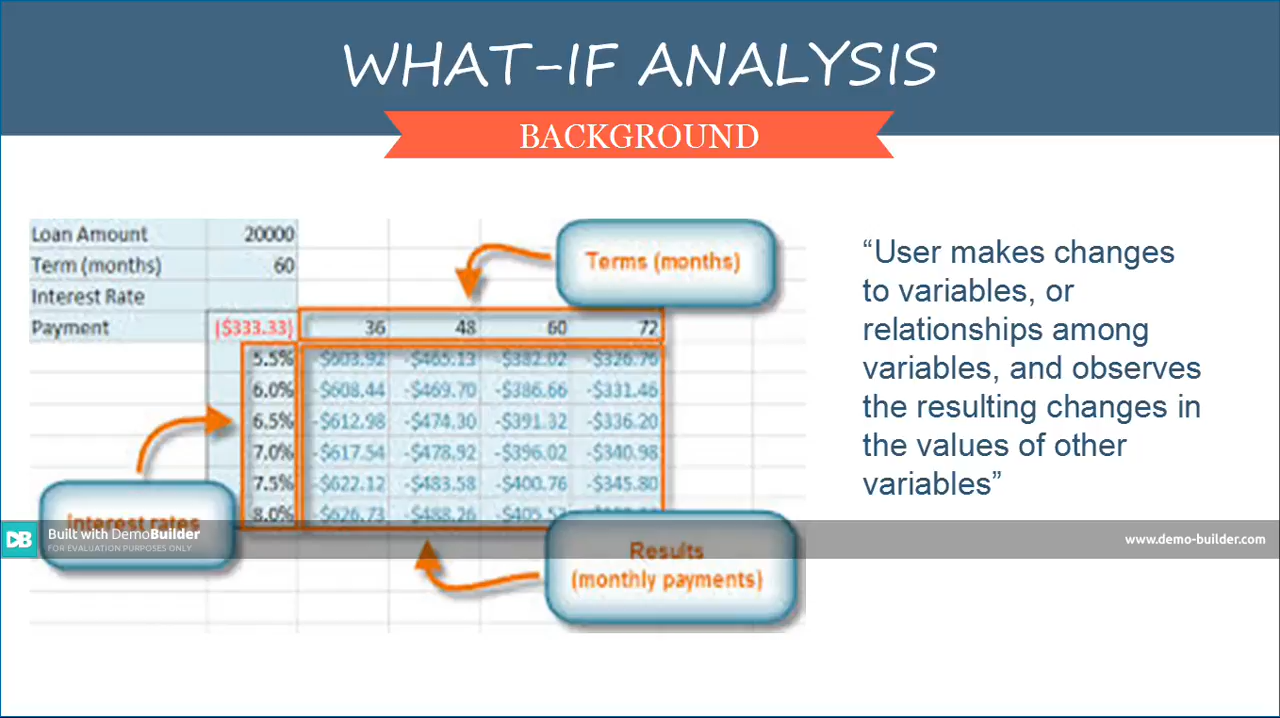 WHAT-IF ANALYSIS
BACKGROUND
Loan Amount 20000
Term (months) 60
Interest Rate
Payment ($333.33) 36 48 60 72
5.5% -$603.92 -$465.13 -$382.02 -$326.76
6.0% -$608.44 -$469.70 -$386.66 -$331.46
6.5% -$612.98 -$474.30 -$391.32 -$336.20
7.0% -$617.54 -$478.92 -$396.02 -$340.98
7.5% -$622.12 -$483.58 -$400.76 -$345.80
8.0% -$626.73 -$488.26
Terms (months)
Interest rates
Results
(monthly payments)
“User makes changes
to variables, or
relationships among
variables, and observes
the resulting changes in
the values of other
variables”
DB Built with DemoBuilder
FOR EVALUATION PURPOSES ONLY
www.demo-builder.com